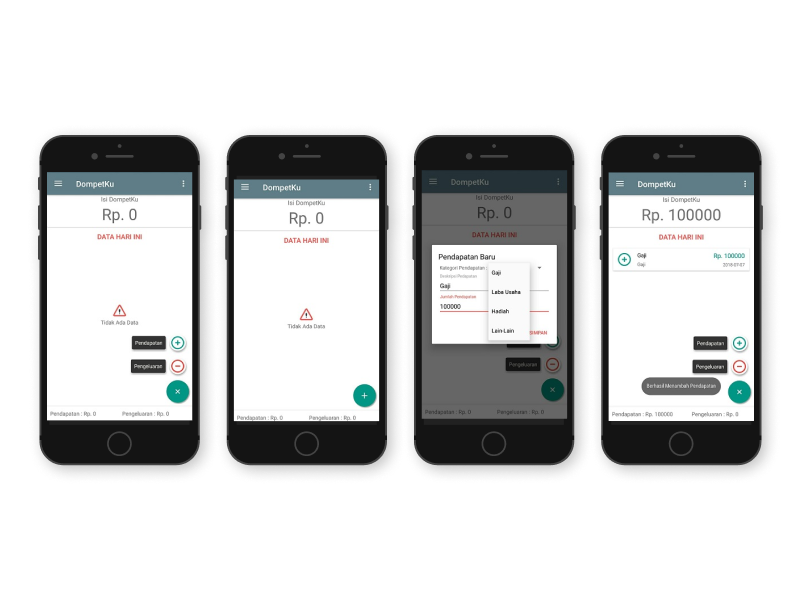 DompetKu
Isi DompetKu
Rp. 0
DATA HARI INI
Tidak Ada Data
Pendapatan
Pengeluaran
Pendapatan : Rp. 0 Pengeluaran : Rp. 0
DompetKu
Isi DompetKu
Rp. 0
DATA HARI INI
Tidak Ada Data
Pendapatan : Rp. 0 Pengeluaran : Rp. 0
DompetKu
Isi DompetKu
Rp. 0
DATA HARI INI
Pendapatan Baru
Kategori Pendapatan :
Gaji
Laba Usaha
Hadiah
Lain-Lain
Gaji
Jumlah Pendapatan
100000
IMPAN
Pengeluaran
Pendapatan : Rp. 0 Pengeluaran : Rp. 0
DompetKu
Isi DompetKu
Rp. 100000
DATA HARI INI
Gaji Rp. 100000
Gaji 2018-07-07
Pendapatan
Pengeluaran
Berhasil Menambah Pendapatan
Pendapatan : Rp. 100000 Pengeluaran : Rp. 0